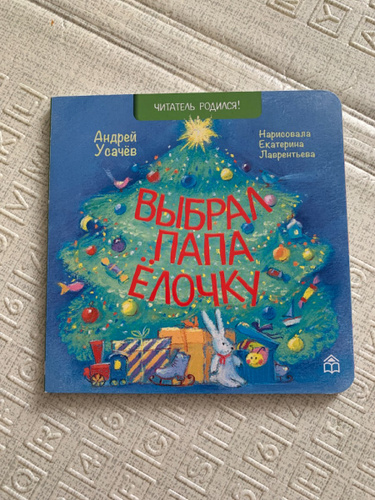 ЧИТАТЕЛЬ РОДИЛСЯ!
Андрей
Усачёв
Нарисовала
Екатерина
Лаврентьева
ВЫБРАЛ
ПАПА
ЁЛОЧКУ